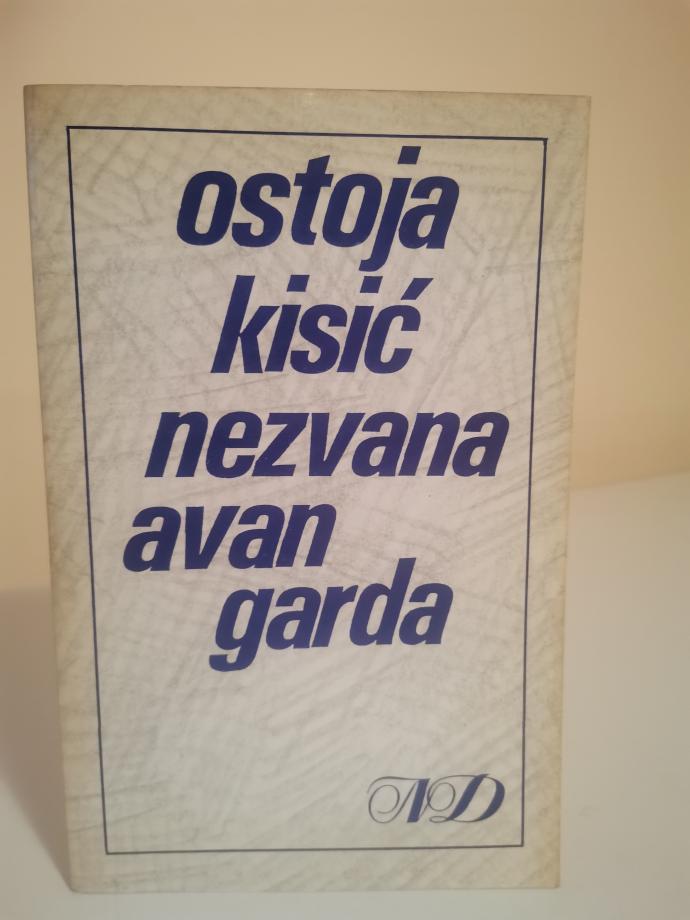 ostoja
kisić
nezvana
avan
garda
ND